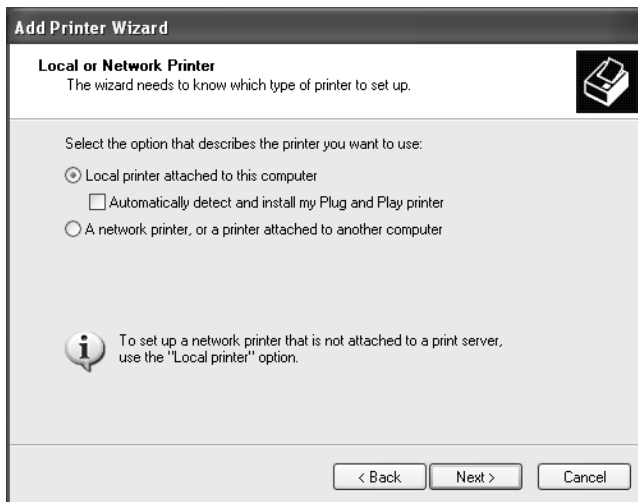 Add Printer Wizard
Local or Network Printer
The wizard needs to know which type of printer to set up.
Select the option that describes the printer you want to use:
Local printer attached to this computer
Automatically detect and install my Plug and Play printer
A network printer, or a printer attached to another computer
To set up a network printer that is not attached to a print server,
use the "Local printer" option.
< Back Next > Cancel